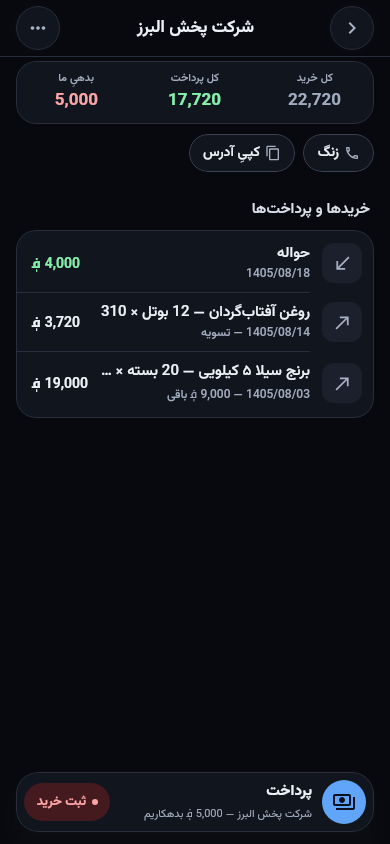 شرکت پخش البرز
کل خرید
22,720
کل پرداخت
17,720
بدهیِ ما
5,000
زنگ
کپیِ آدرس
خریدها و پرداخت‌ها
حواله
1405/08/18
4,000 ؋
روغن آفتاب‌گردان — 12 بوتل × 310
1405/08/14 — تسویه
3,720 ؋
برنج سیلا ۵ کیلویی — 20 بسته × ...
1405/08/03 — 9,000 ؋ باقی
19,000 ؋
پرداخت
شرکت پخش البرز — 5,000 ؋ بدهکاریم
ثبت خرید